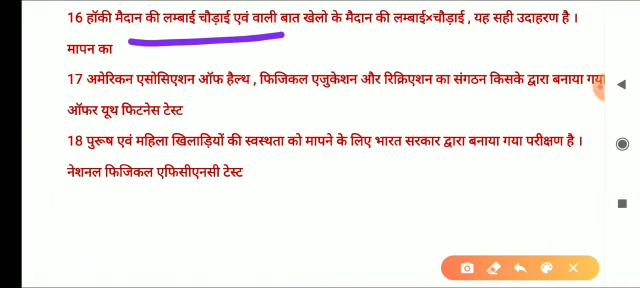 16 हॉकी मैदान की लम्बाई चौड़ाई एवं वाली बात खेलो के मैदान की लम्बाई×चौड़ाई , यह सही उदाहरण है ।
मापन का
17 अमेरिकन एसोसिएशन ऑफ हैल्थ , फिजिकल एजुकेशन और रिक्रिएशन का संगठन किसके द्वारा बनाया गया
ऑफर यूथ फिटनेस टेस्ट
18 पुरूष एवं महिला खिलाड़ियों की स्वस्थता को मापने के लिए भारत सरकार द्वारा बनाया गया परीक्षण है ।
नेशनल फिजिकल एफिसीएनसी टेस्ट